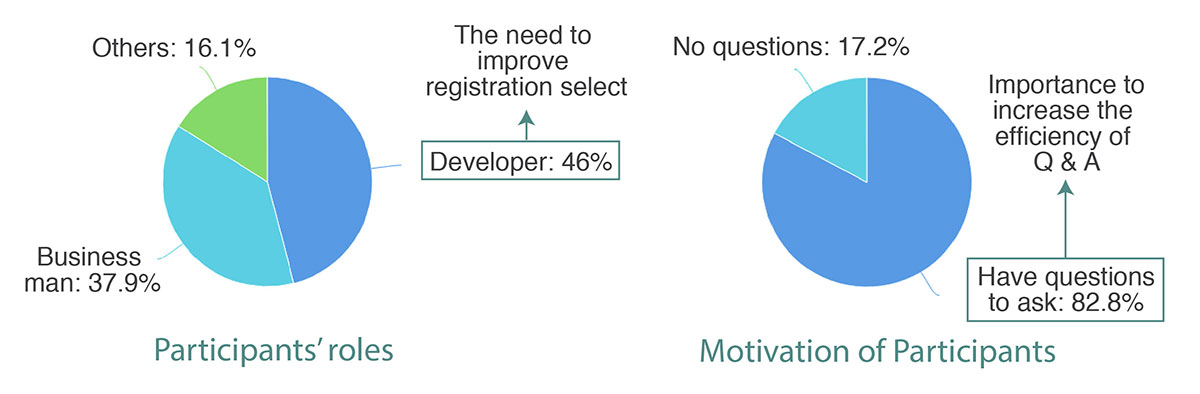 Others: 16.1%
The need to
improve
registration select
Developer: 46%
Business
man: 37.9%
Participants’ roles
No questions: 17.2%
Importance to
increase the
efficiency of
Q & A
Have questions
to ask: 82.8%
Motivation of Participants